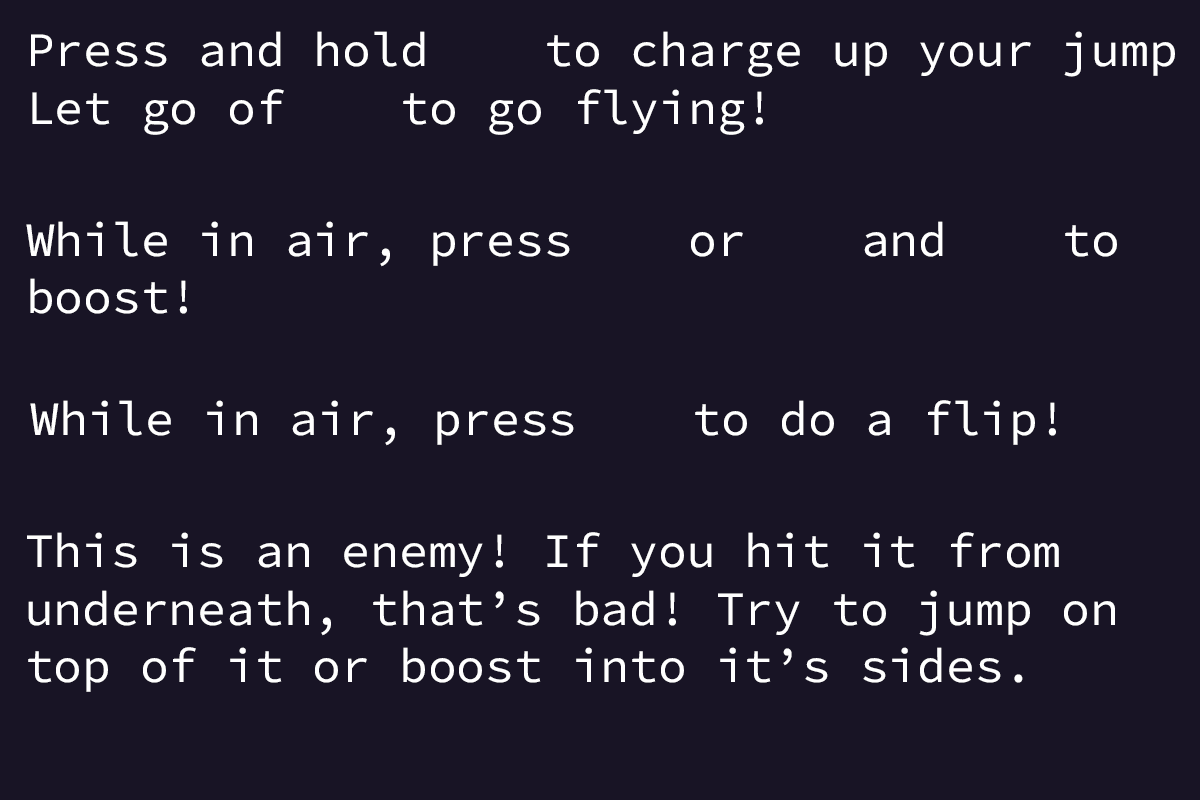 Press and hold    to charge up your jump
Let go of    to go flying!
While in air, press    or    and    to
boost!
While in air, press    to do a flip!
This is an enemy! If you hit it from
underneath, that’s bad! Try to jump on
top of it or boost into it’s sides.